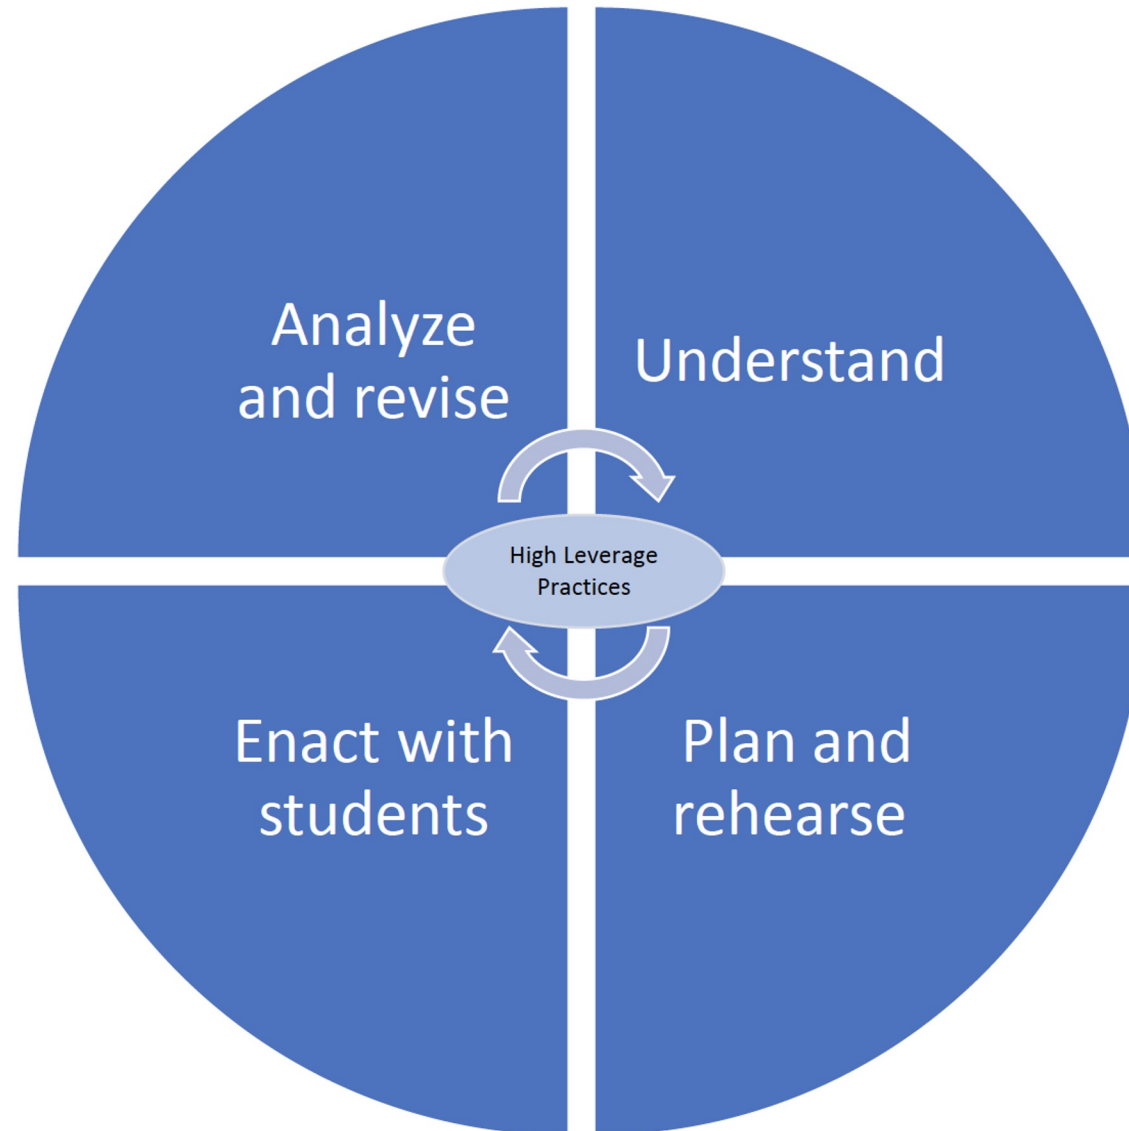 Analyze
and revise
Understand
High Leverage
Practices
Enact with
students
Plan and
rehearse